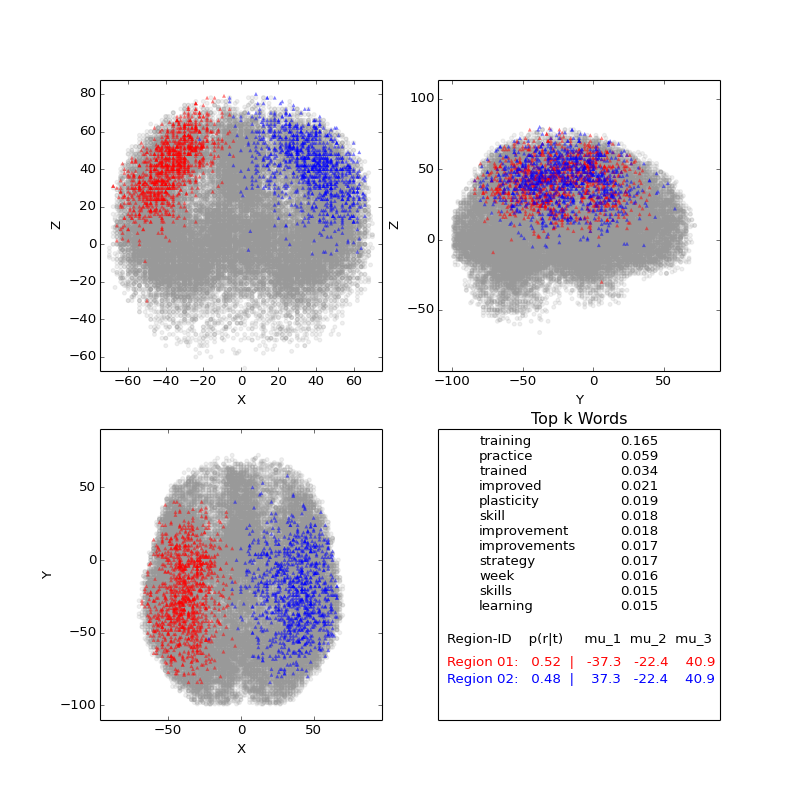 80
60
40
20
0
−20
−40
−60
Z
−60 −40 −20 0 20 40 60
X
100
50
0
−50
Z
−100 −50 0 50
Y
50
0
−50
−100
Y
−50 0 50
X
Top k Words
training 0.165
practice 0.059
trained 0.034
improved 0.021
plasticity 0.019
skill 0.018
improvement 0.018
improvements 0.017
strategy 0.017
week 0.016
skills 0.015
learning 0.015
Region-ID p(r|t) mu_1 mu_2 mu_3
Region 01: 0.52 | -37.3 -22.4 40.9
Region 02: 0.48 | 37.3 -22.4 40.9